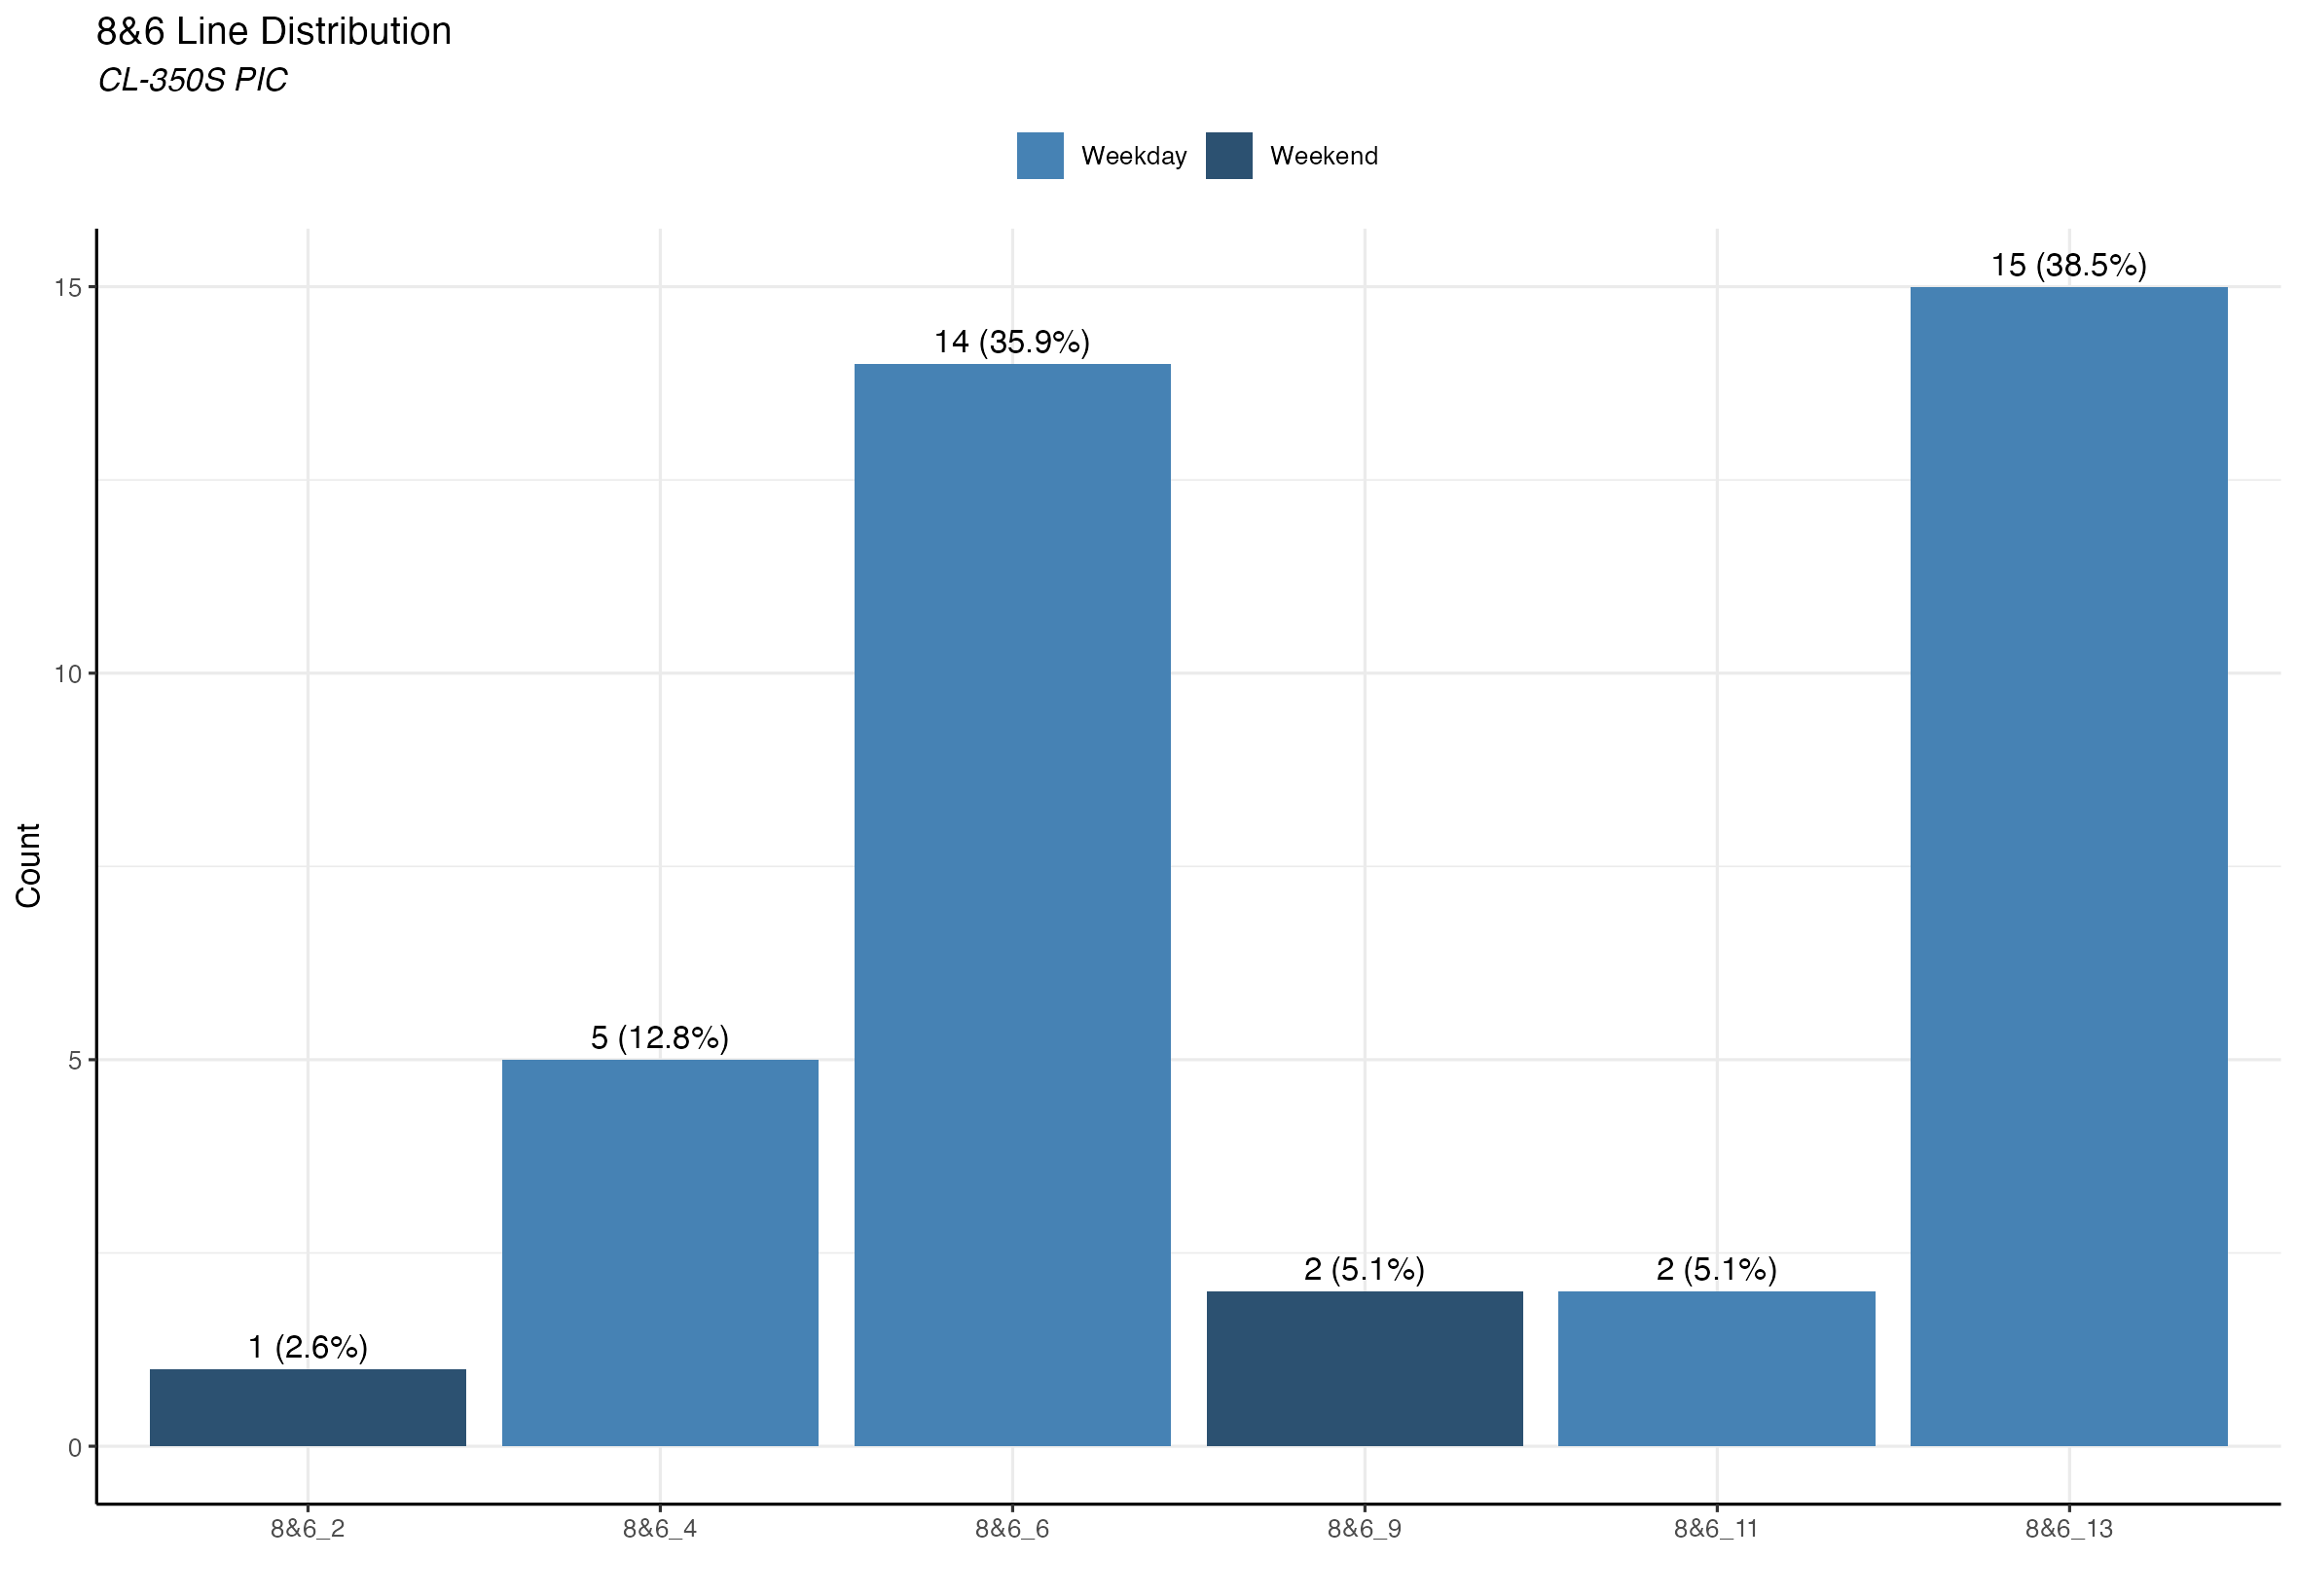 8&6 Line Distribution
CL-350S PIC
Weekday Weekend
15 (38.5%)
15
14 (35.9%)
10
Count
5 (12.8%)
5
2 (5.1%) 2 (5.1%)
1 (2.6%)
0
8&6_2 8&6_4 8&6_6 8&6_9 8&6_11 8&6_13